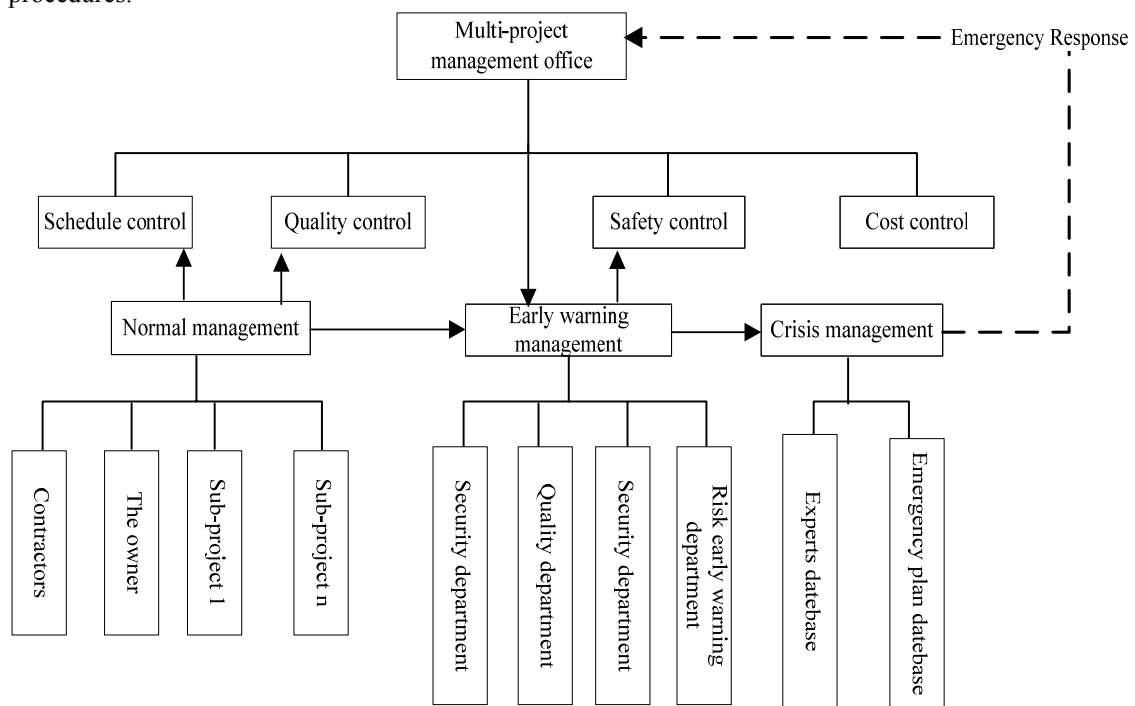 procedures.
Multi-project
management office
Emergency Response
Schedule control
Quality control
Safety control
Cost control
Normal management
Early warning
management
Crisis management
Contractors
The owner
Sub-project 1
Sub-project n
Security department
Quality department
Security department
Risk early warning
department
Experts datebase
Emergency plan datebase